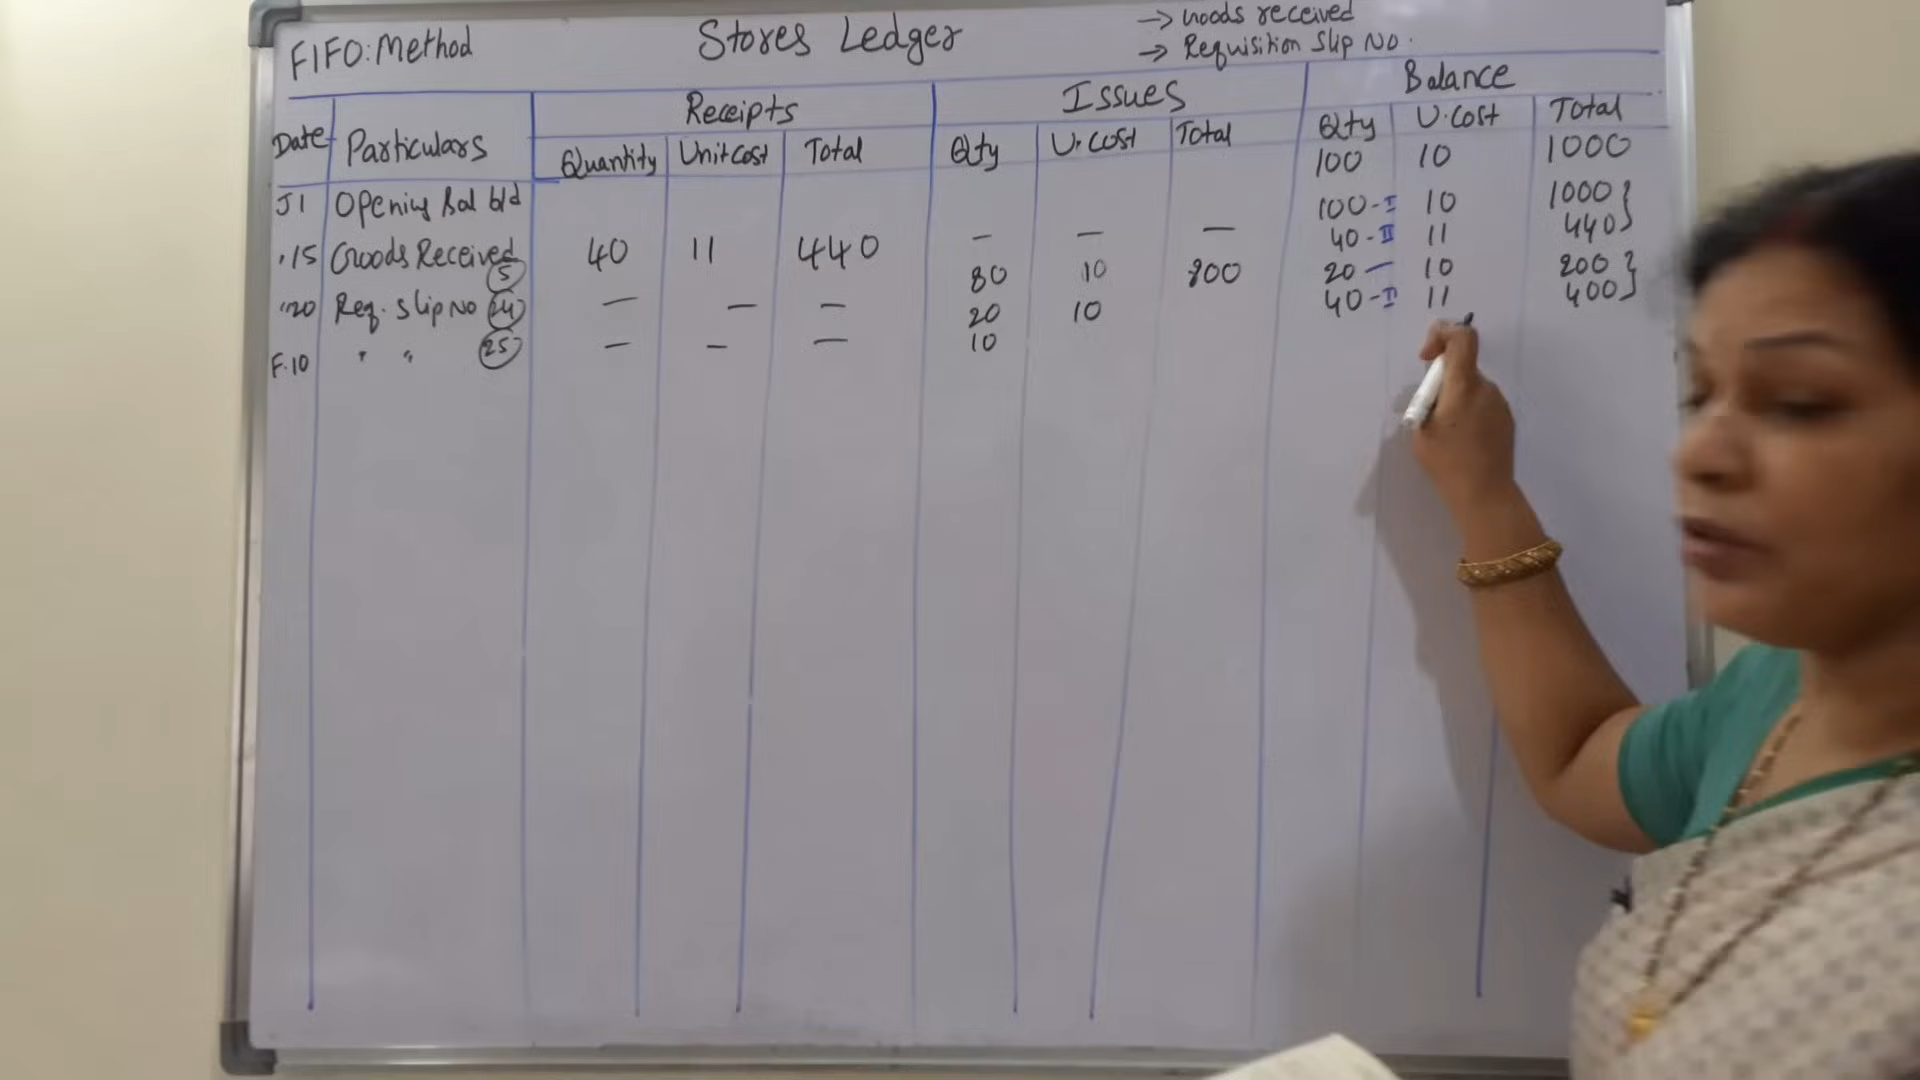 FIFO: Method Stores Ledger → Goods received
→ Requisition Slip No.
Date Particulars Receipts Issues Balance
Quantity Unit cost Total Qty U. Cost Total Qty U. Cost Total
100 10 1000
J1 Opening Bal b/d
100-I 10 1000
.15 Goods Received 5 40 11 440 — — — 40-II 11 440
80 10 800 20 — 10 200
"20 Req. Slip No 24 — — — 20 10 40-II 11 400
F.10 " " 25 — — — 10